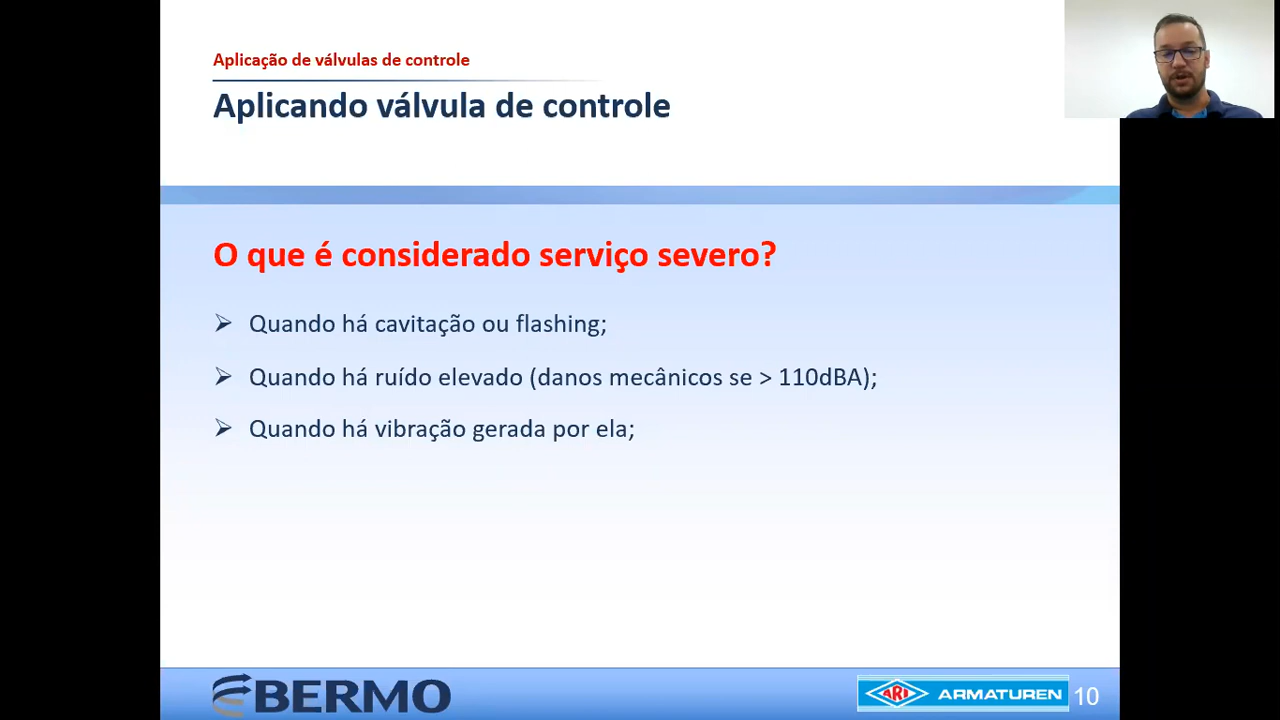 Aplicação de válvulas de controle
Aplicando válvula de controle
O que é considerado serviço severo?
Quando há cavitação ou flashing;
Quando há ruído elevado (danos mecânicos se > 110dBA);
Quando há vibração gerada por ela;
BERMO
ARI ARMATUREN 10